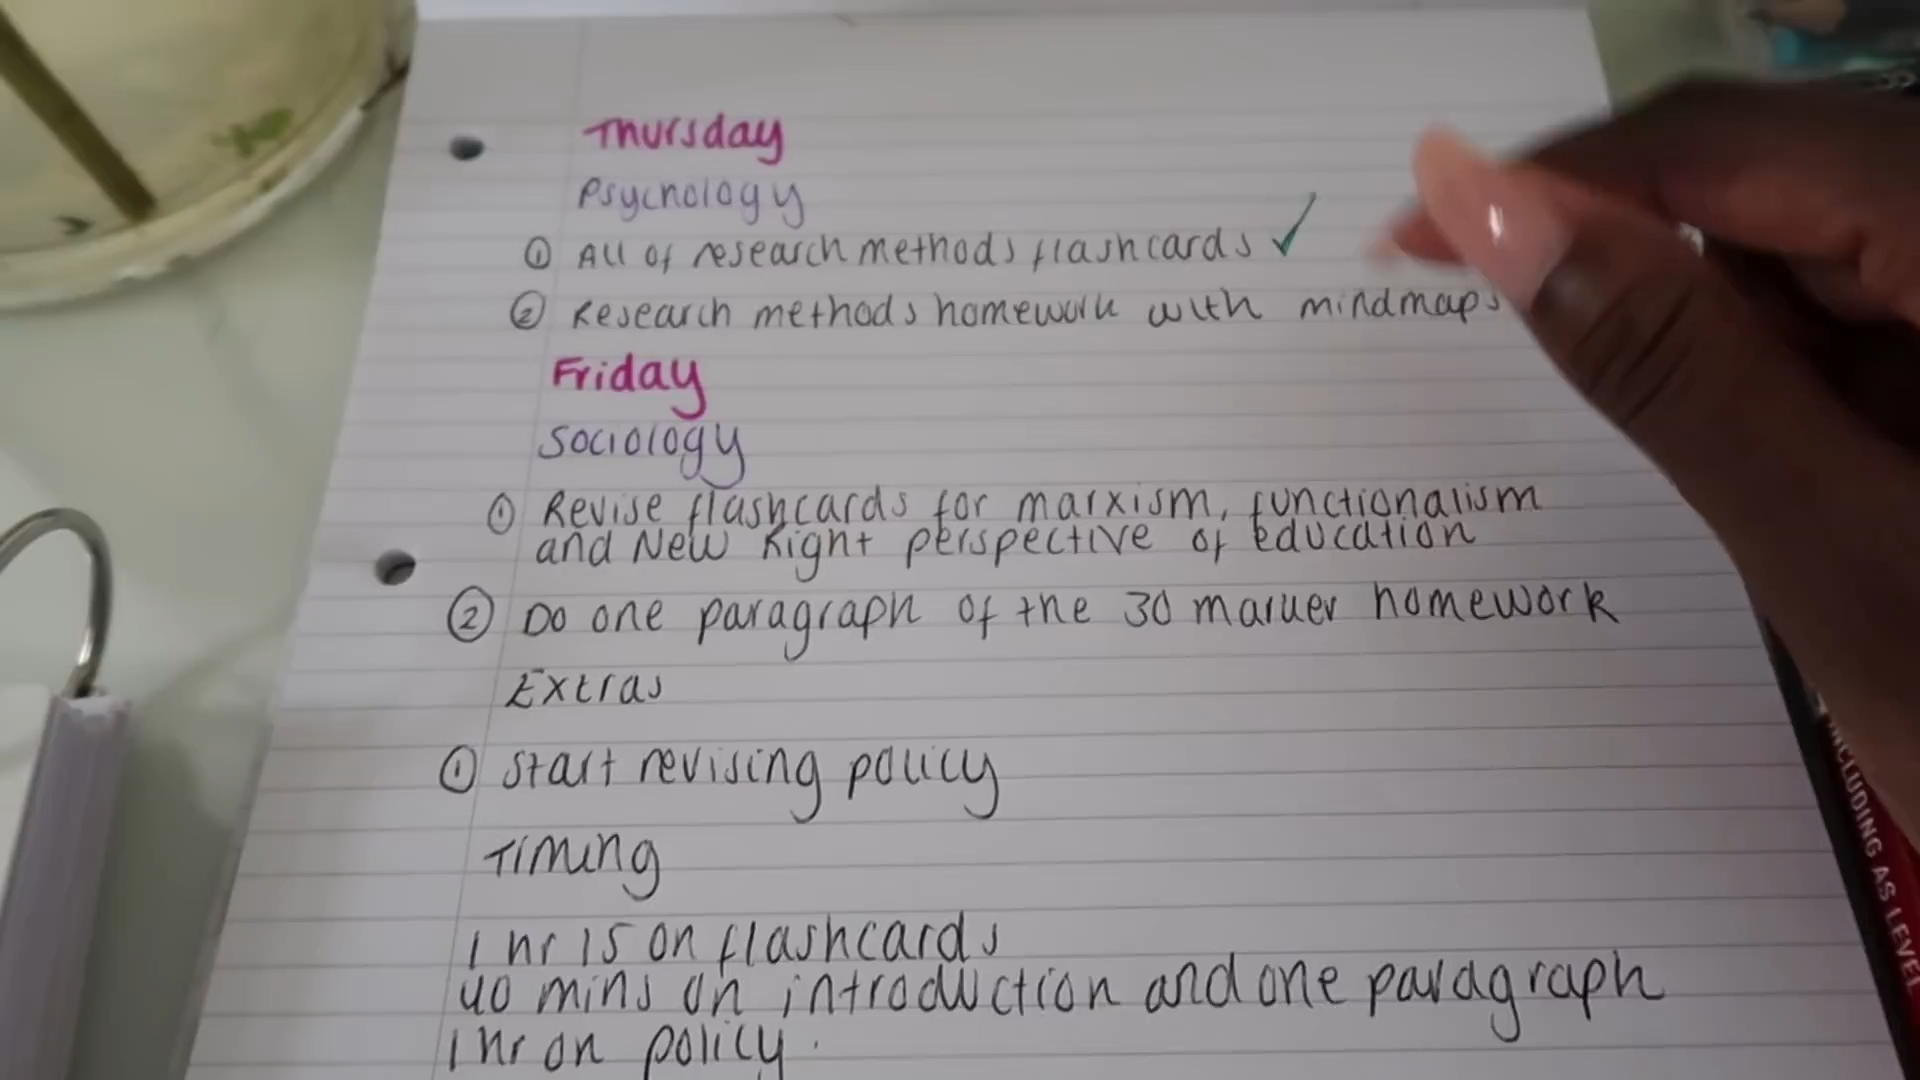 Thursday
Psychology
① All of research methods flashcards ✓
② Research methods homework with mindmaps
Friday
Sociology
① Revise flashcards for marxism, functionalism
and New Right perspective of education
② Do one paragraph of the 30 marker homework
Extras
① Start revising policy
Timing
1 hr 15 on flashcards
40 mins on introduction and one paragraph
1 hr on policy.
INCLUDING AS LEVEL